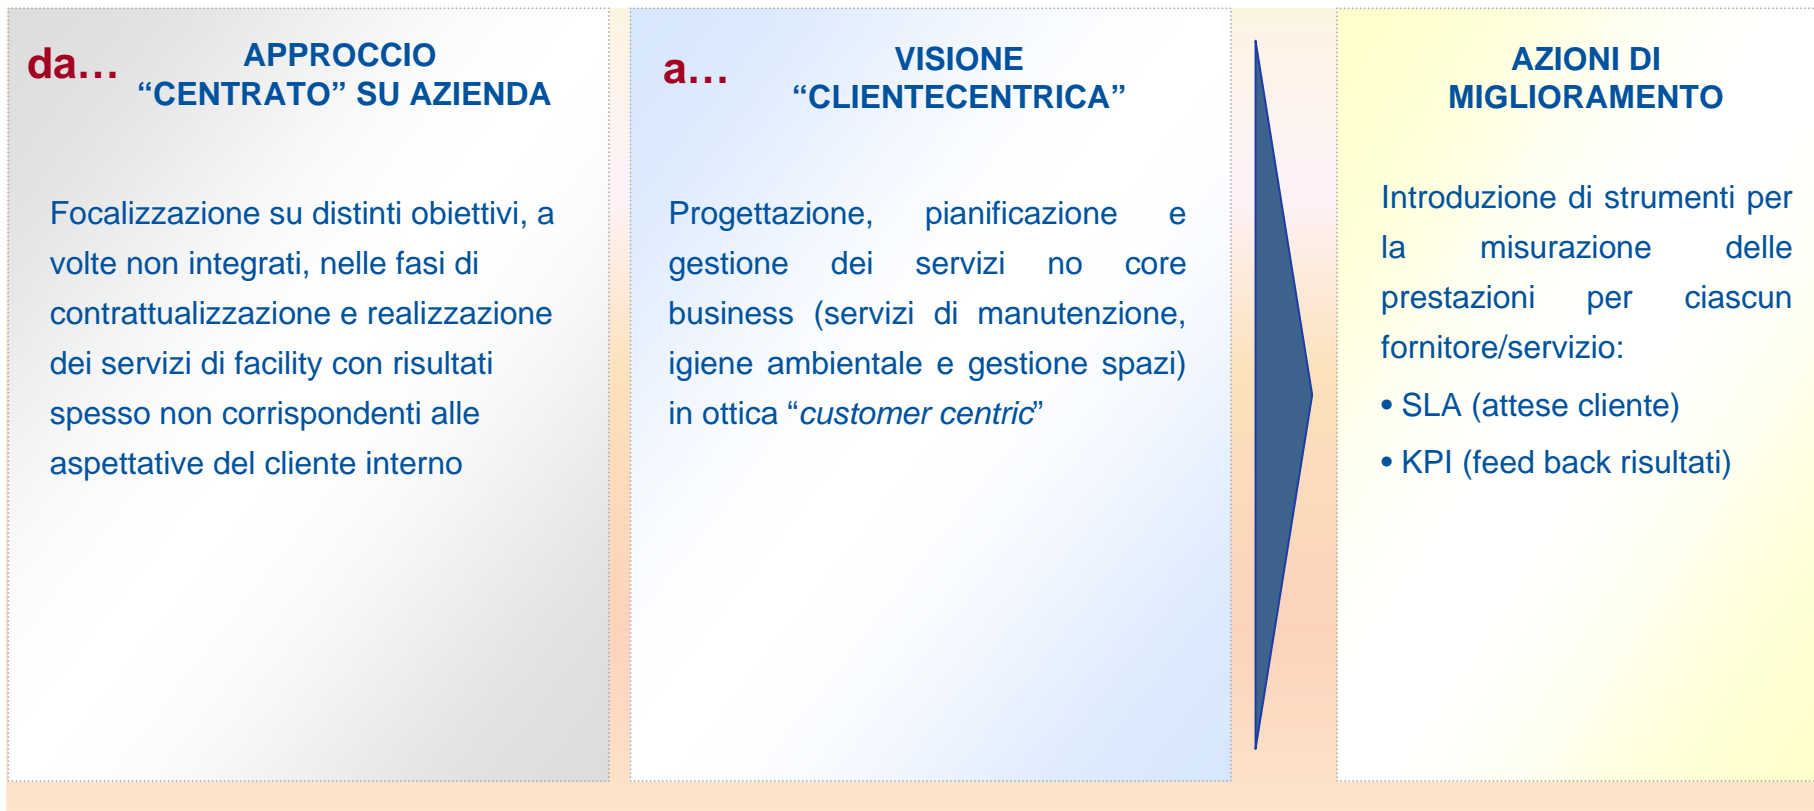 da…
APPROCCIO
“CENTRATO” SU AZIENDA
Focalizzazione su distinti obiettivi, a
volte non integrati, nelle fasi di
contrattualizzazione e realizzazione
dei servizi di facility con risultati
spesso non corrispondenti alle
aspettative del cliente interno
a…
VISIONE
“CLIENTECENTRICA”
Progettazione, pianificazione e
gestione dei servizi no core
business (servizi di manutenzione,
igiene ambientale e gestione spazi)
in ottica “customer centric”
AZIONI DI
MIGLIORAMENTO
Introduzione di strumenti per
la misurazione delle
prestazioni per ciascun
fornitore/servizio:
• SLA (attese cliente)
• KPI (feed back risultati)